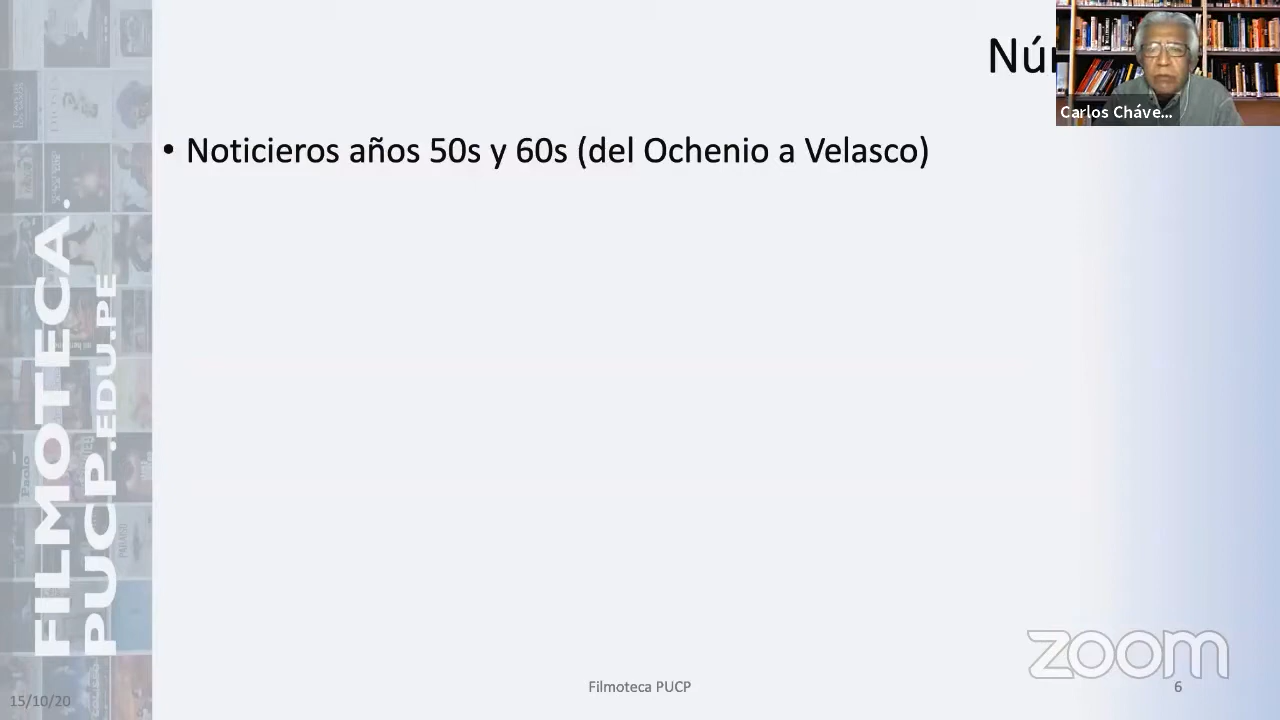 Nú
Carlos Cháve...
• Noticieros años 50s y 60s (del Ochenio a Velasco)
FILMOTECA.
PUCP.EDU.PE
zoom
15/10/20
Filmoteca PUCP
6